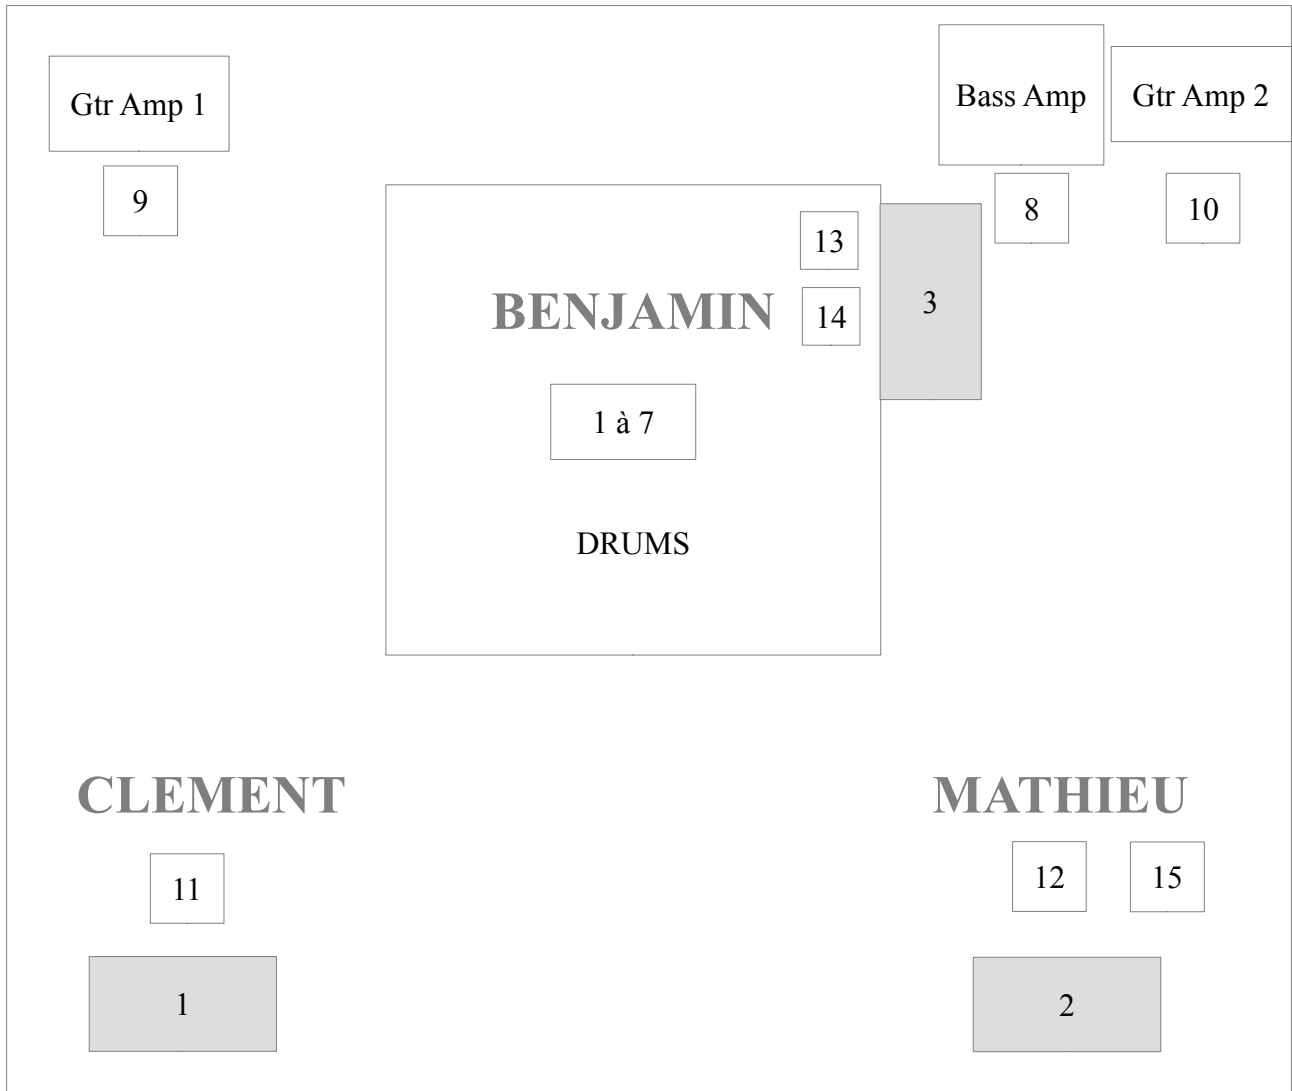 Gtr Amp 1
Bass Amp
Gtr Amp 2
9
8
10
13
3
BENJAMIN
14
1 à 7
DRUMS
CLEMENT
MATHIEU
11
12
15
1
2